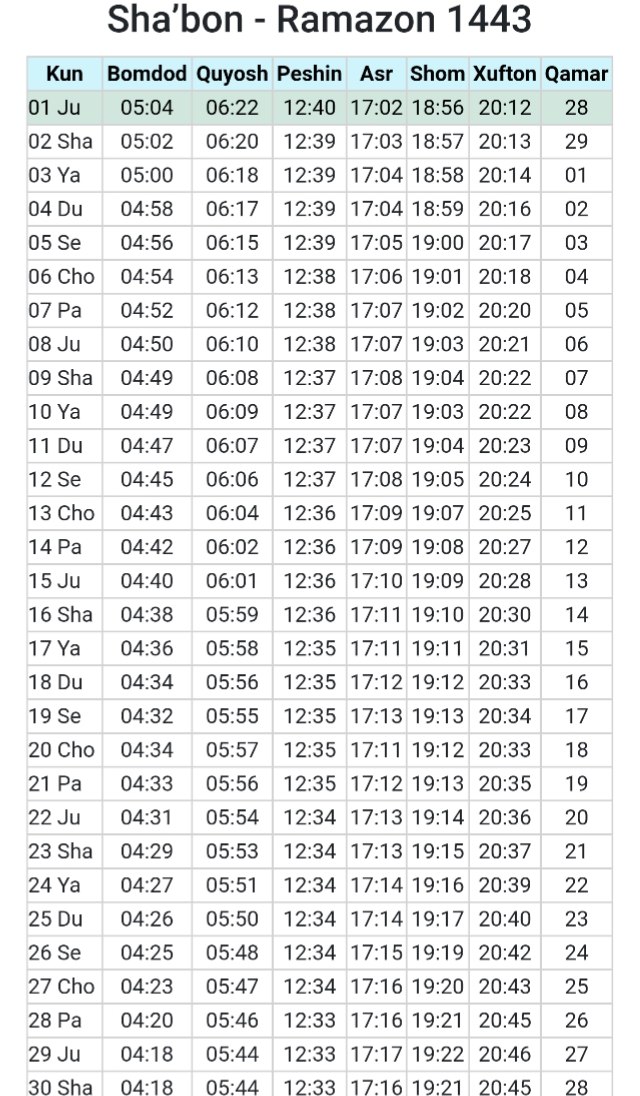 Sha’bon - Ramazon 1443
Kun Bomdod Quyosh Peshin Asr Shom Xufton Qamar
01 Ju 05:04 06:22 12:40 17:02 18:56 20:12 28
02 Sha 05:02 06:20 12:39 17:03 18:57 20:13 29
03 Ya 05:00 06:18 12:39 17:04 18:58 20:14 01
04 Du 04:58 06:17 12:39 17:04 18:59 20:16 02
05 Se 04:56 06:15 12:39 17:05 19:00 20:17 03
06 Cho 04:54 06:13 12:38 17:06 19:01 20:18 04
07 Pa 04:52 06:12 12:38 17:07 19:02 20:20 05
08 Ju 04:50 06:10 12:38 17:07 19:03 20:21 06
09 Sha 04:49 06:08 12:37 17:08 19:04 20:22 07
10 Ya 04:49 06:09 12:37 17:07 19:03 20:22 08
11 Du 04:47 06:07 12:37 17:07 19:04 20:23 09
12 Se 04:45 06:06 12:37 17:08 19:05 20:24 10
13 Cho 04:43 06:04 12:36 17:09 19:07 20:25 11
14 Pa 04:42 06:02 12:36 17:09 19:08 20:27 12
15 Ju 04:40 06:01 12:36 17:10 19:09 20:28 13
16 Sha 04:38 05:59 12:36 17:11 19:10 20:30 14
17 Ya 04:36 05:58 12:35 17:11 19:11 20:31 15
18 Du 04:34 05:56 12:35 17:12 19:12 20:33 16
19 Se 04:32 05:55 12:35 17:13 19:13 20:34 17
20 Cho 04:34 05:57 12:35 17:11 19:12 20:33 18
21 Pa 04:33 05:56 12:35 17:12 19:13 20:35 19
22 Ju 04:31 05:54 12:34 17:13 19:14 20:36 20
23 Sha 04:29 05:53 12:34 17:13 19:15 20:37 21
24 Ya 04:27 05:51 12:34 17:14 19:16 20:39 22
25 Du 04:26 05:50 12:34 17:14 19:17 20:40 23
26 Se 04:25 05:48 12:34 17:15 19:19 20:42 24
27 Cho 04:23 05:47 12:34 17:16 19:20 20:43 25
28 Pa 04:20 05:46 12:33 17:16 19:21 20:45 26
29 Ju 04:18 05:44 12:33 17:17 19:22 20:46 27
30 Sha 04:18 05:44 12:33 17:16 19:21 20:45 28